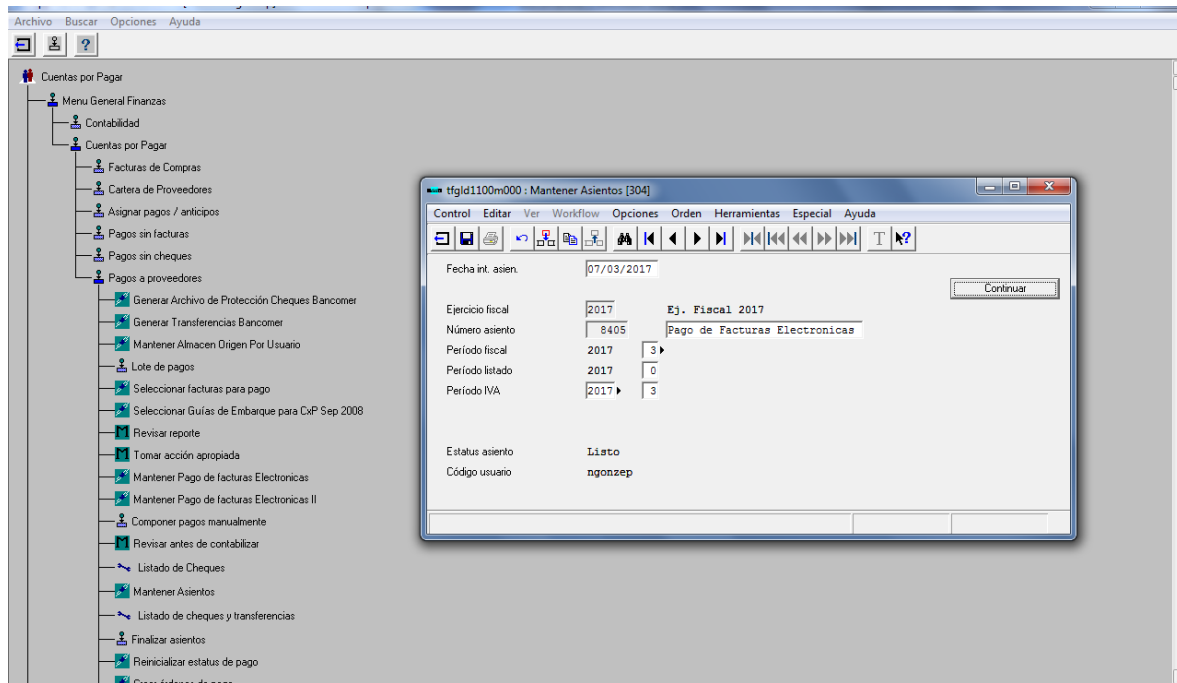 Archivo Buscar Opciones Ayuda
Cuentas por Pagar
Menu General Finanzas
Contabilidad
Cuentas por Pagar
Facturas de Compras
Cartera de Proveedores
Asignar pagos / anticipos
Pagos sin facturas
Pagos sin cheques
Pagos a proveedores
Generar Archivo de Protección Cheques Bancomer
Generar Transferencias Bancomer
Mantener Almacen Origen Por Usuario
Lote de pagos
Seleccionar facturas para pago
Seleccionar Guías de Embarque para CxP Sep 2008
Revisar reporte
Tomar acción apropiada
Mantener Pago de facturas Electronicas
Mantener Pago de facturas Electronicas II
Componer pagos manualmente
Revisar antes de contabilizar
Listado de Cheques
Mantener Asientos
Listado de cheques y transferencias
Finalizar asientos
Reinicializar estatus de pago
tfgld1100m000 : Mantener Asientos [304]
Control Editar Ver Workflow Opciones Orden Herramientas Especial Ayuda
Fecha int. asien. 07/03/2017
Continuar
Ejercicio fiscal 2017 Ej. Fiscal 2017
Número asiento 8405 Pago de Facturas Electronicas
Período fiscal 2017 3
Período listado 2017 0
Período IVA 2017 3
Estatus asiento Listo
Código usuario ngonzep